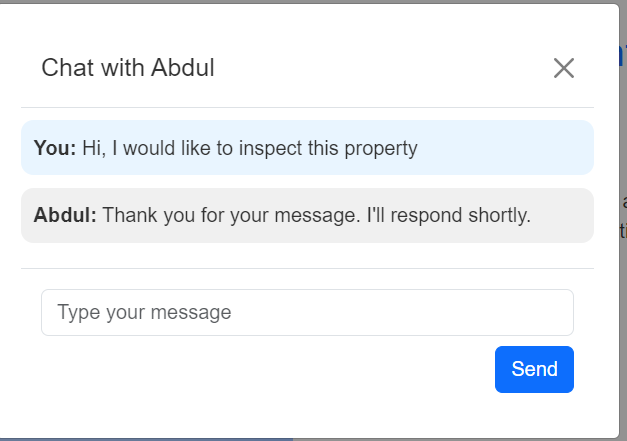 Chat with Abdul
You: Hi, I would like to inspect this property
Abdul: Thank you for your message. I'll respond shortly.
Type your message
Send